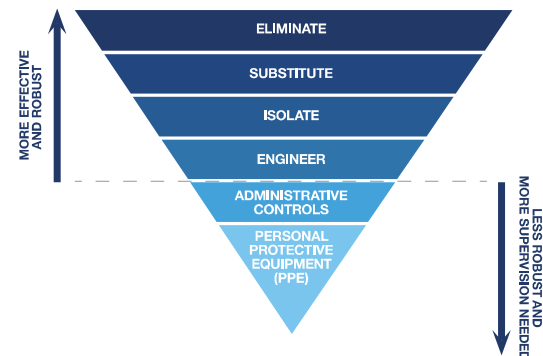 MORE EFFECTIVE
AND ROBUST
ELIMINATE
SUBSTITUTE
ISOLATE
ENGINEER
ADMINISTRATIVE
CONTROLS
PERSONAL
PROTECTIVE
EQUIPMENT
(PPE)
LESS ROBUST AND
MORE SUPERVISION NEEDED